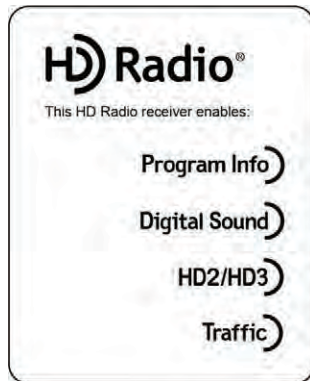 HD Radio®
This HD Radio receiver enables:
Program Info
Digital Sound
HD2/HD3
Traffic